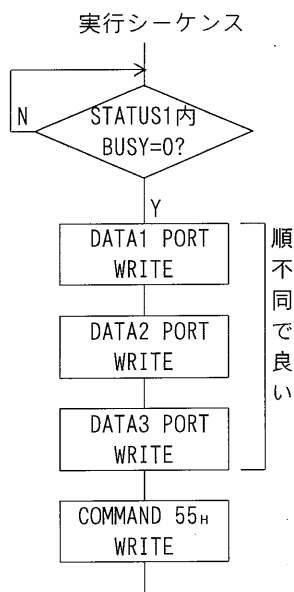 実行シーケンス
STATUS1内
BUSY=0?
N
Y
DATA1 PORT
WRITE
DATA2 PORT
WRITE
DATA3 PORT
WRITE
順不同で良い
COMMAND 55H
WRITE